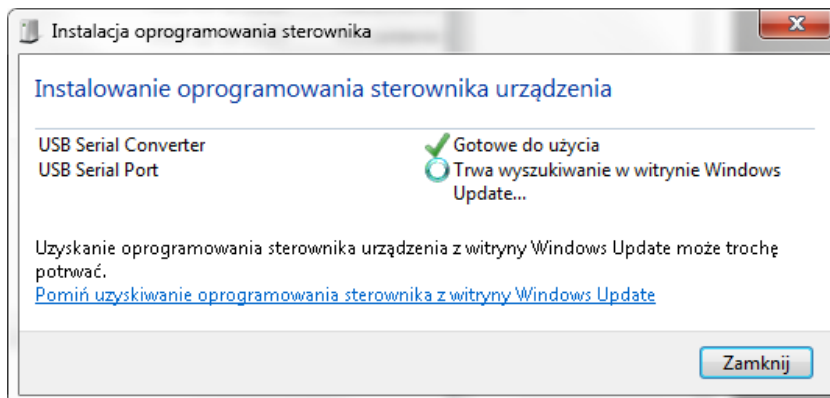 Instalacja oprogramowania sterownika
Instalowanie oprogramowania sterownika urządzenia
USB Serial Converter Gotowe do użycia
USB Serial Port Trwa wyszukiwanie w witrynie Windows
Update...
Uzyskanie oprogramowania sterownika urządzenia z witryny Windows Update może trochę
potrwać.
Pomiń uzyskiwanie oprogramowania sterownika z witryny Windows Update
Zamknij